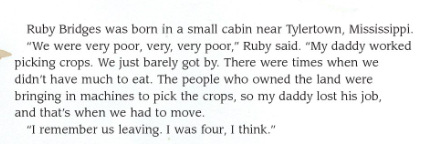 Ruby Bridges was born in a small cabin near Tylertown, Mississippi.
"We were very poor, very, very poor," Ruby said. "My daddy worked
picking crops. We just barely got by. There were times when we
didn't have much to eat. The people who owned the land were
bringing in machines to pick the crops, so my daddy lost his job,
and that's when we had to move.
"I remember us leaving. I was four, I think."